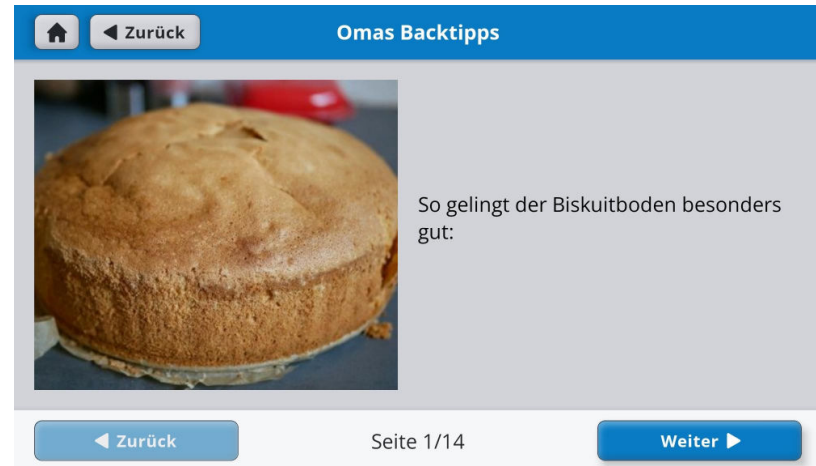 Zurück
Omas Backtipps
So gelingt der Biskuitboden besonders
gut:
Zurück
Seite 1/14
Weiter